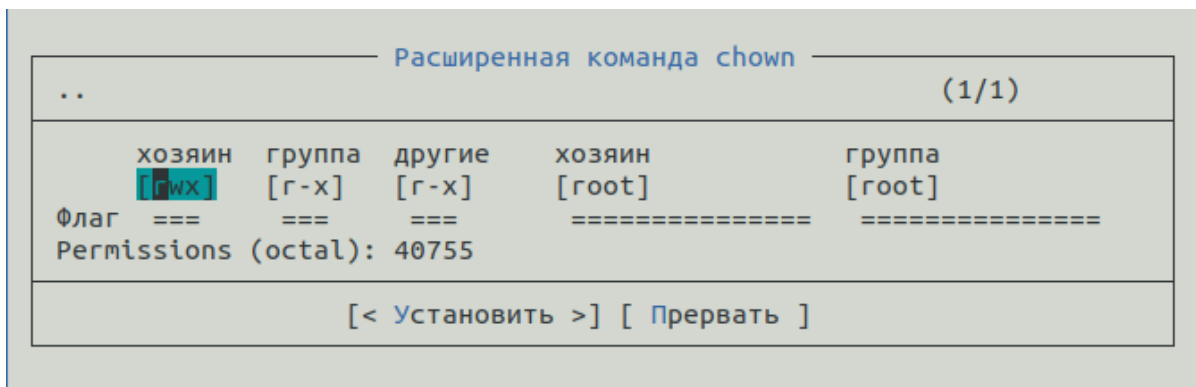 Расширенная команда chown
.. (1/1)
хозяин группа другие хозяин группа
[rwx] [r-x] [r-x] [root] [root]
Флаг === === === =============== ===============
Permissions (octal): 40755
[< Установить >] [ Прервать ]